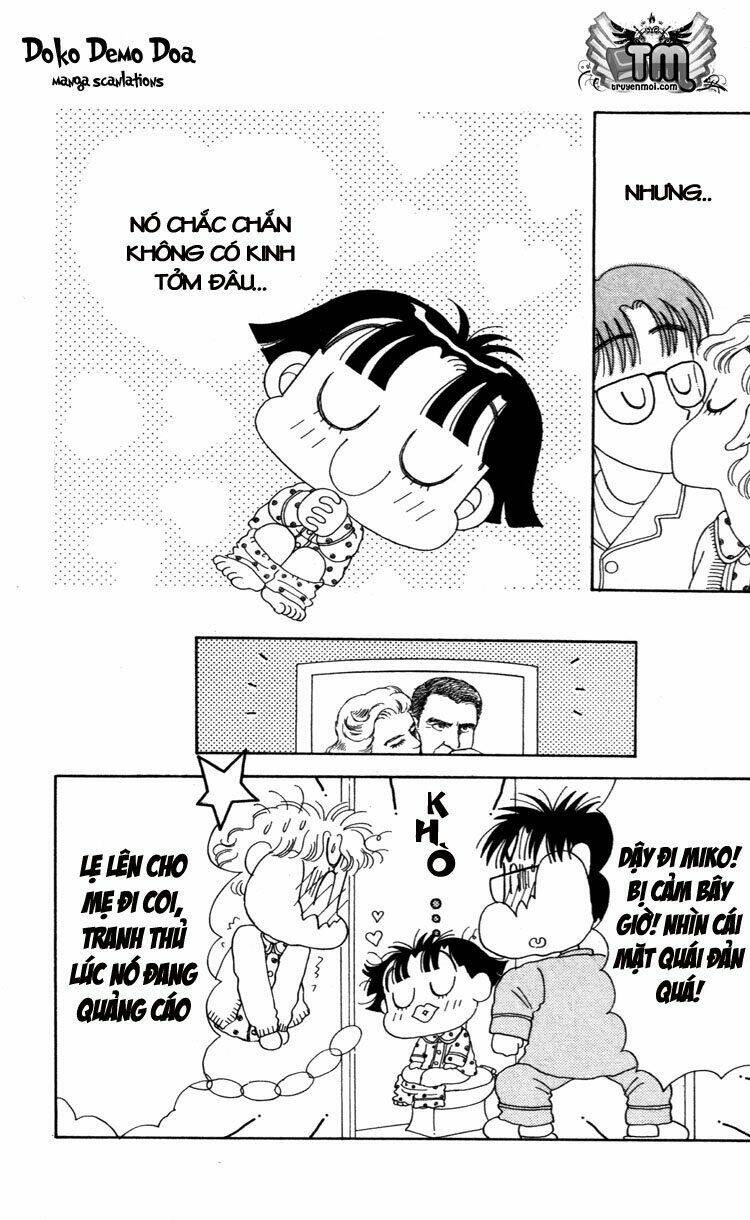 Doko Demo Doa
manga scanlations
TM
truyenmoi.com
NHƯNG..
NÓ CHẮC CHẮN
KHÔNG CÓ KINH
TỞM ĐÂU...
KHÒ...
DẬY ĐI MIKO!
BỊ CẢM BÂY
GIỜ! NHÌN CÁI
MẶT QUÁI ĐẢN
QUÁ!
LẸ LÊN CHO
MẸ ĐI COI,
TRANH THỦ
LÚC NÓ ĐANG
QUẢNG CÁO